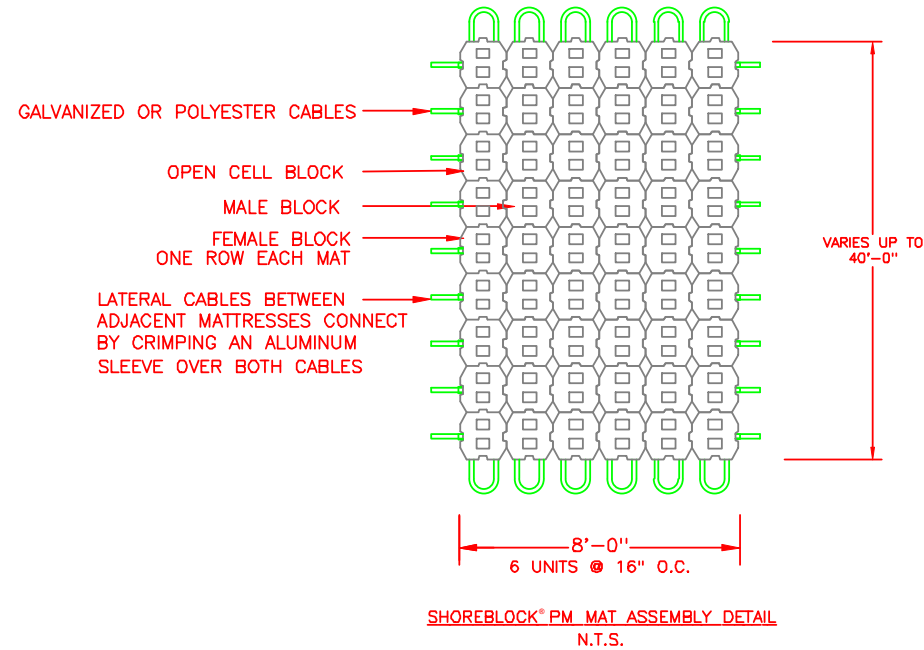 GALVANIZED OR POLYESTER CABLES
OPEN CELL BLOCK
MALE BLOCK
FEMALE BLOCK
ONE ROW EACH MAT
LATERAL CABLES BETWEEN
ADJACENT MATTRESSES CONNECT
BY CRIMPING AN ALUMINUM
SLEEVE OVER BOTH CABLES
VARIES UP TO
40'-0"
8'-0"
6 UNITS @ 16" O.C.
SHOREBLOCK® PM MAT ASSEMBLY DETAIL
N.T.S.